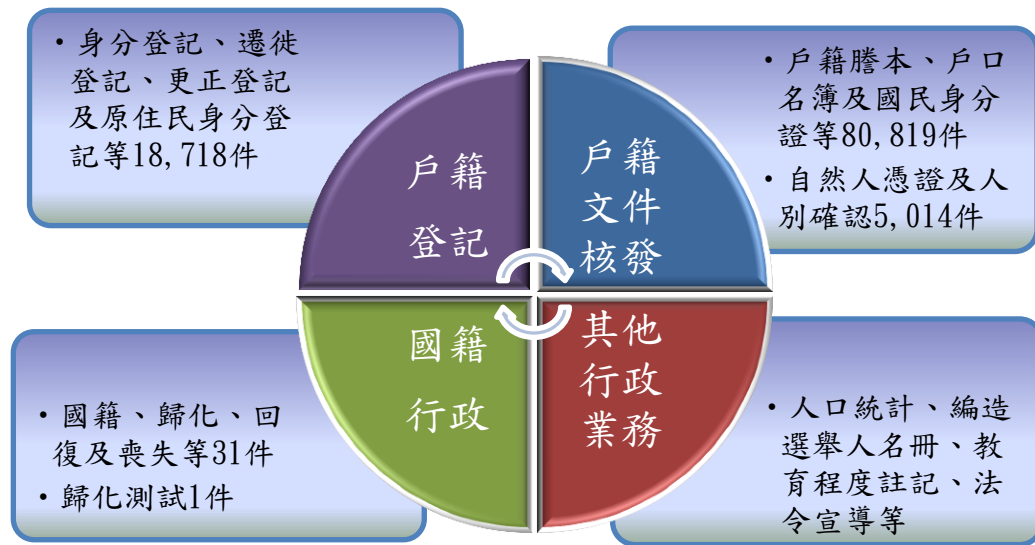 ・身分登記、遷徙
登記、更正登記
及原住民身分登
記等18,718件
戶籍
登記
戶籍
文件
核發
・戶籍謄本、戶口
名簿及國民身分
證等80,819件
・自然人憑證及人
別確認5,014件
・國籍、歸化、回
復及喪失等31件
・歸化測試1件
國籍
行政
其他
行政
業務
・人口統計、編造
選舉人名冊、教
育程度註記、法
令宣導等